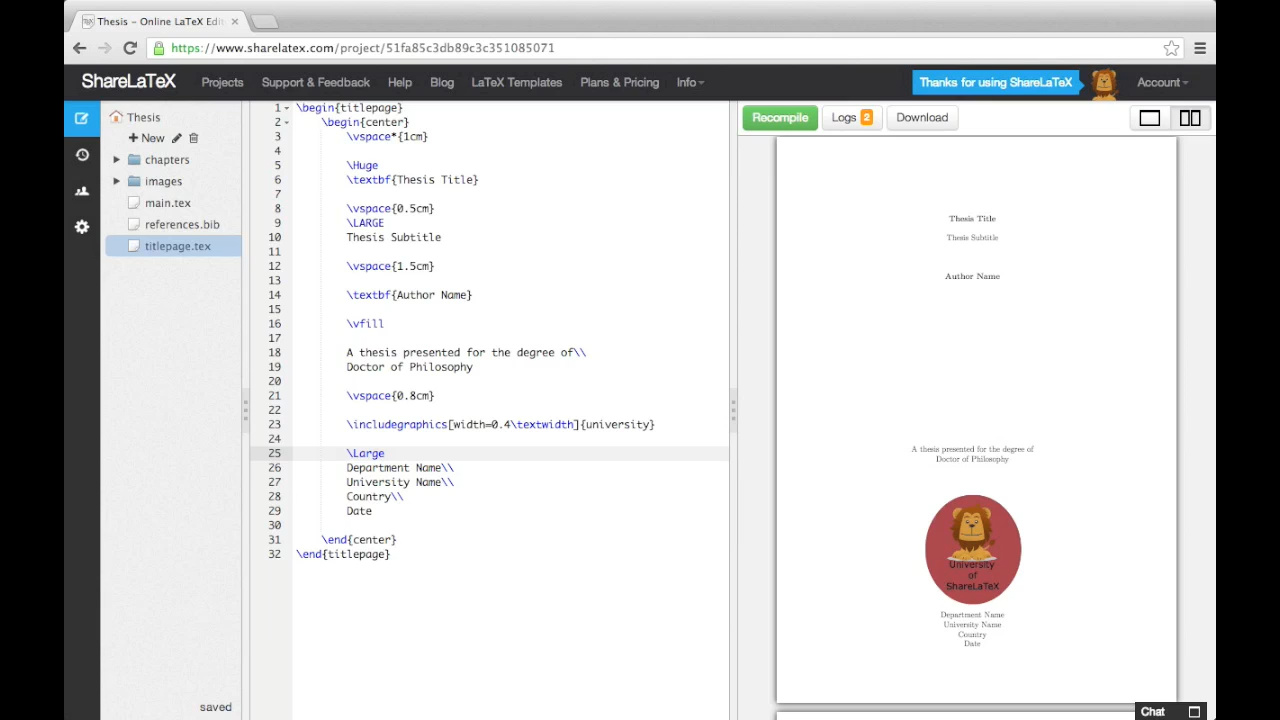 Thesis – Online LaTeX Edi
https://www.sharelatex.com/project/51fa85c3db89c3c351085071
ShareLaTeX Projects Support & Feedback Help Blog LaTeX Templates Plans & Pricing Info Thanks for using ShareLaTeX Account
Thesis
New
chapters
images
main.tex
references.bib
titlepage.tex
saved
1 \begin{titlepage}
2 \begin{center}
3 \vspace*{1cm}
4
5 \Huge
6 \textbf{Thesis Title}
7
8 \vspace{0.5cm}
9 \LARGE
10 Thesis Subtitle
11
12 \vspace{1.5cm}
13
14 \textbf{Author Name}
15
16 \vfill
17
18 A thesis presented for the degree of\\
19 Doctor of Philosophy
20
21 \vspace{0.8cm}
22
23 \includegraphics[width=0.4\textwidth]{university}
24
25 \Large
26 Department Name\\
27 University Name\\
28 Country\\
29 Date
30
31 \end{center}
32 \end{titlepage}
Recompile Logs 2 Download
Thesis Title
Thesis Subtitle
Author Name
A thesis presented for the degree of
Doctor of Philosophy
University
of
ShareLaTeX
Department Name
University Name
Country
Date
Chat